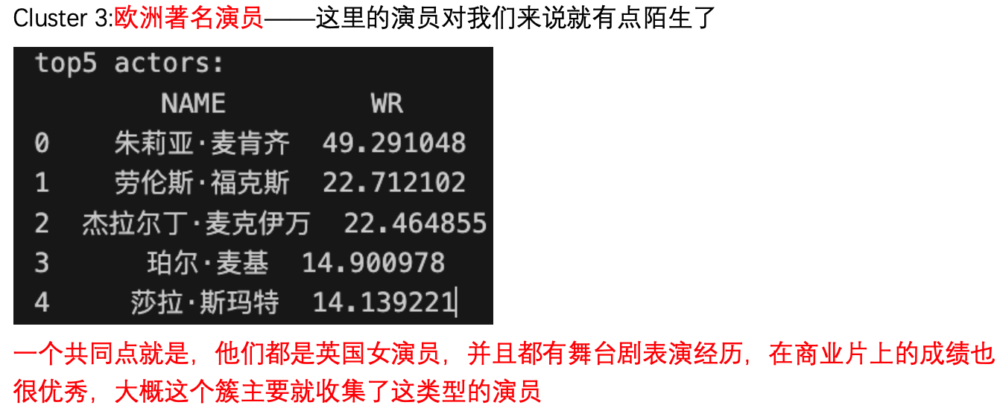 Cluster 3:欧洲著名演员——这里的演员对我们来说就有点陌生了
top5 actors:
NAME WR
0 朱莉亚·麦肯齐 49.291048
1 劳伦斯·福克斯 22.712102
2 杰拉尔丁·麦克伊万 22.464855
3 珀尔·麦基 14.900978
4 莎拉·斯玛特 14.139221
一个共同点就是，他们都是英国女演员，并且都有舞台剧表演经历，在商业片上的成绩也
很优秀，大概这个簇主要就收集了这类型的演员